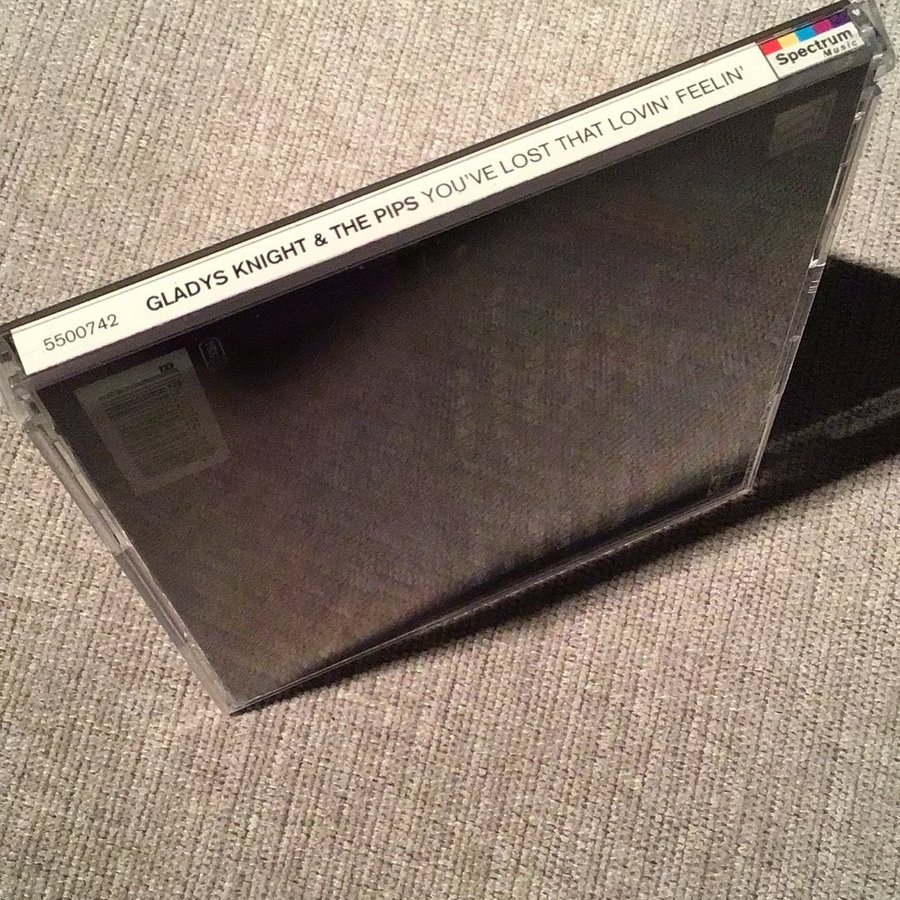 5500742 GLADYS KNIGHT & THE PIPS YOU'VE LOST THAT LOVIN' FEELIN'
Spectrum
Music